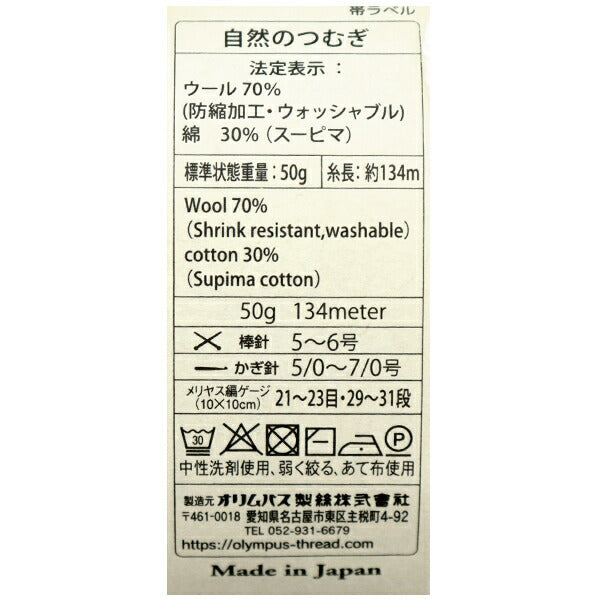 帯ラベル
自然のつむぎ
法定表示：
ウール 70%
(防縮加工・ウォッシャブル)
綿 30%（スーピマ）
標準状態重量：50g 糸長：約134m
Wool 70%
（Shrink resistant,washable）
cotton 30%
（Supima cotton）
50g 134meter
棒針 5～6号
かぎ針 5/0～7/0号
メリヤス編ゲージ
（10×10cm） 21～23目・29～31段
30 P
中性洗剤使用、弱く絞る、あて布使用
製造元 オリムパス製絲株式会社
〒461-0018 愛知県名古屋市東区主税町4-92
TEL 052-931-6679
https://olympus-thread.com
Made in Japan